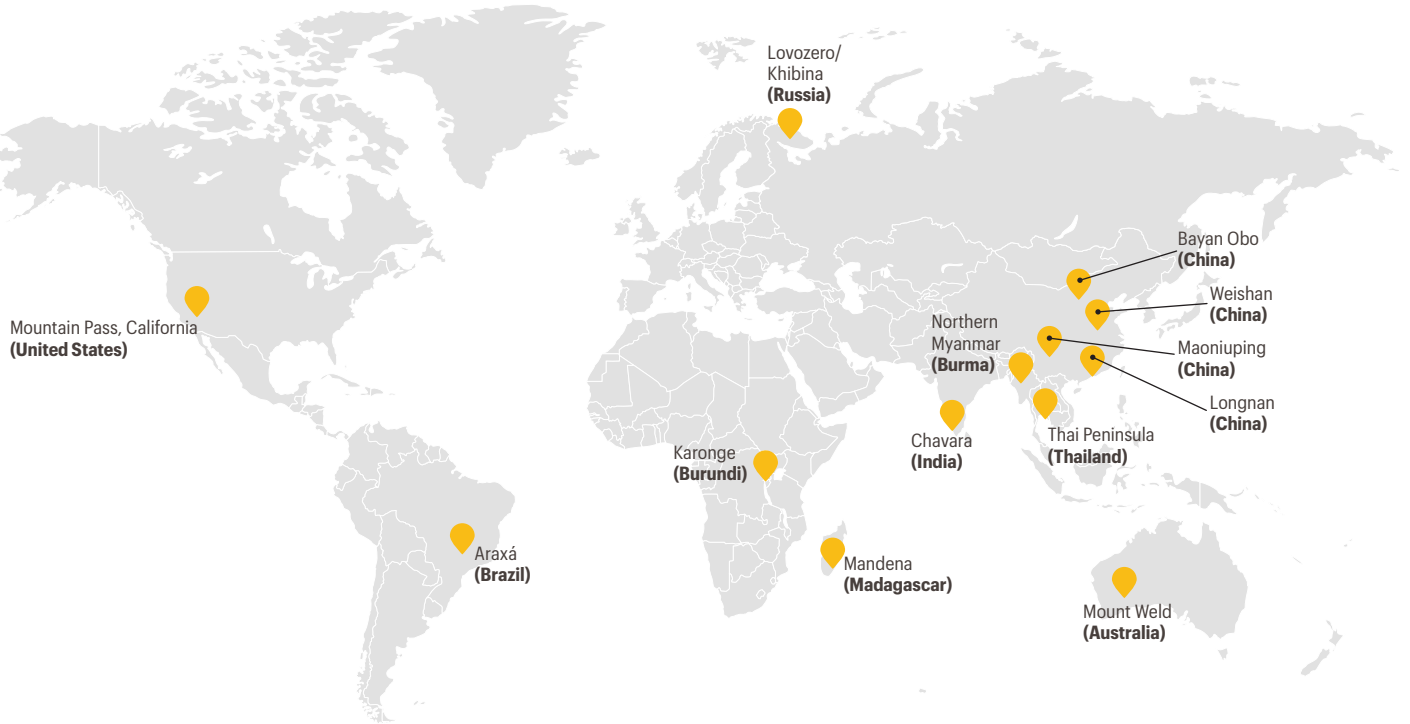 Lovozero/
Khibina
(Russia)
Bayan Obo
(China)
Weishan
(China)
Mountain Pass, California
(United States)
Northern
Myanmar
(Burma)
Maoniuping
(China)
Longnan
(China)
Chavara
(India)
Thai Peninsula
(Thailand)
Karonge
(Burundi)
Araxá
(Brazil)
Mandena
(Madagascar)
Mount Weld
(Australia)